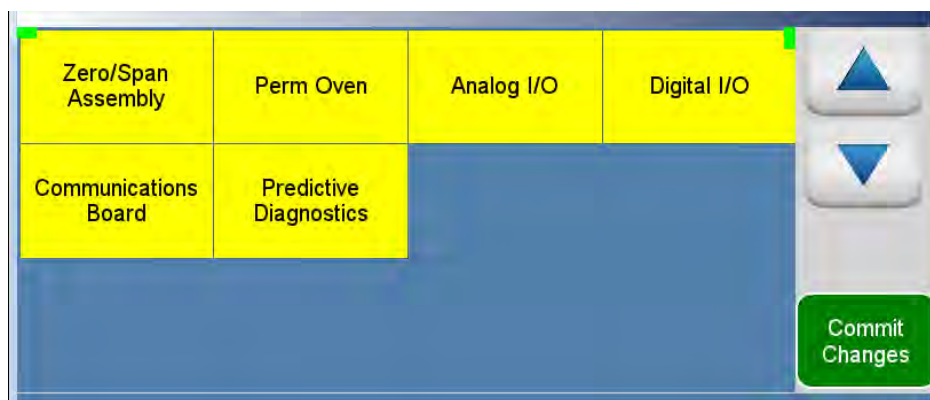 Zero/Span
Assembly
Perm Oven
Analog I/O
Digital I/O
Communications
Board
Predictive
Diagnostics
Commit
Changes